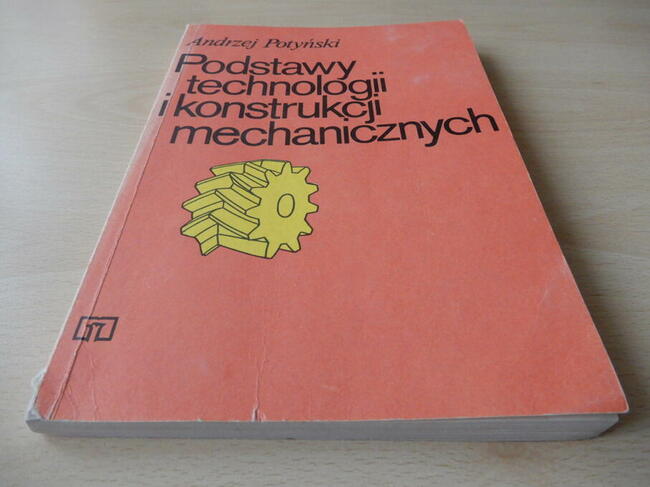 Andrzej Potyński
Podstawy
technologii
i konstrukcji
mechanicznych